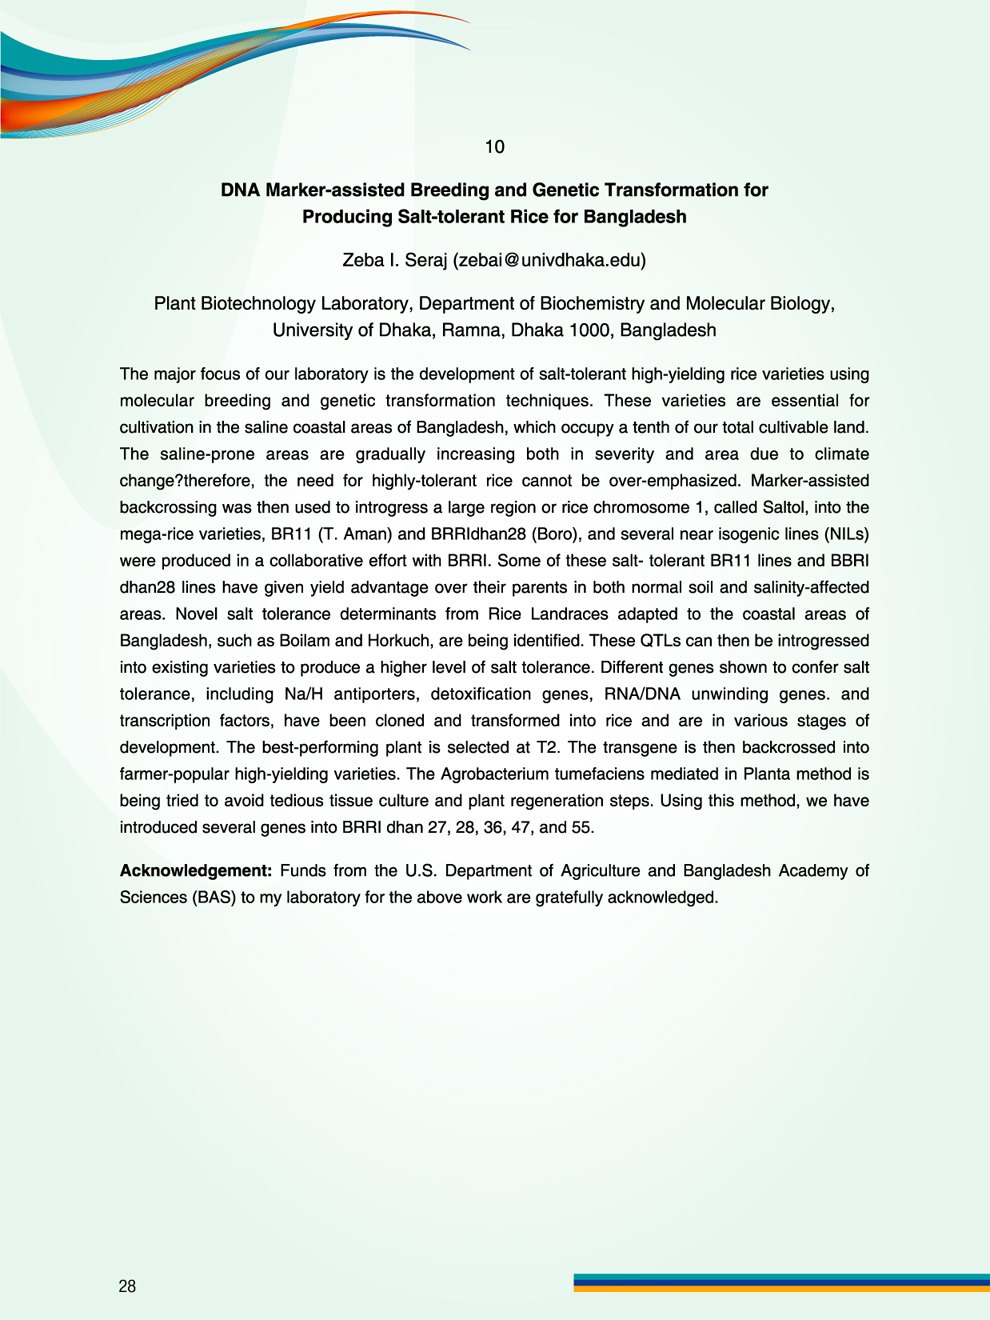 10
DNA Marker-assisted Breeding and Genetic Transformation for
Producing Salt-tolerant Rice for Bangladesh
Zeba I. Seraj (zebai@univdhaka.edu)
Plant Biotechnology Laboratory, Department of Biochemistry and Molecular Biology,
University of Dhaka, Ramna, Dhaka 1000, Bangladesh
The major focus of our laboratory is the development of salt-tolerant high-yielding rice varieties using
molecular breeding and genetic transformation techniques. These varieties are essential for
cultivation in the saline coastal areas of Bangladesh, which occupy a tenth of our total cultivable land.
The saline-prone areas are gradually increasing both in severity and area due to climate
change?therefore, the need for highly-tolerant rice cannot be over-emphasized. Marker-assisted
backcrossing was then used to introgress a large region or rice chromosome 1, called Saltol, into the
mega-rice varieties, BR11 (T. Aman) and BRRIdhan28 (Boro), and several near isogenic lines (NILs)
were produced in a collaborative effort with BRRI. Some of these salt- tolerant BR11 lines and BBRI
dhan28 lines have given yield advantage over their parents in both normal soil and salinity-affected
areas. Novel salt tolerance determinants from Rice Landraces adapted to the coastal areas of
Bangladesh, such as Boilam and Horkuch, are being identified. These QTLs can then be introgressed
into existing varieties to produce a higher level of salt tolerance. Different genes shown to confer salt
tolerance, including Na/H antiporters, detoxification genes, RNA/DNA unwinding genes. and
transcription factors, have been cloned and transformed into rice and are in various stages of
development. The best-performing plant is selected at T2. The transgene is then backcrossed into
farmer-popular high-yielding varieties. The Agrobacterium tumefaciens mediated in Planta method is
being tried to avoid tedious tissue culture and plant regeneration steps. Using this method, we have
introduced several genes into BRRI dhan 27, 28, 36, 47, and 55.
Acknowledgement: Funds from the U.S. Department of Agriculture and Bangladesh Academy of
Sciences (BAS) to my laboratory for the above work are gratefully acknowledged.
28